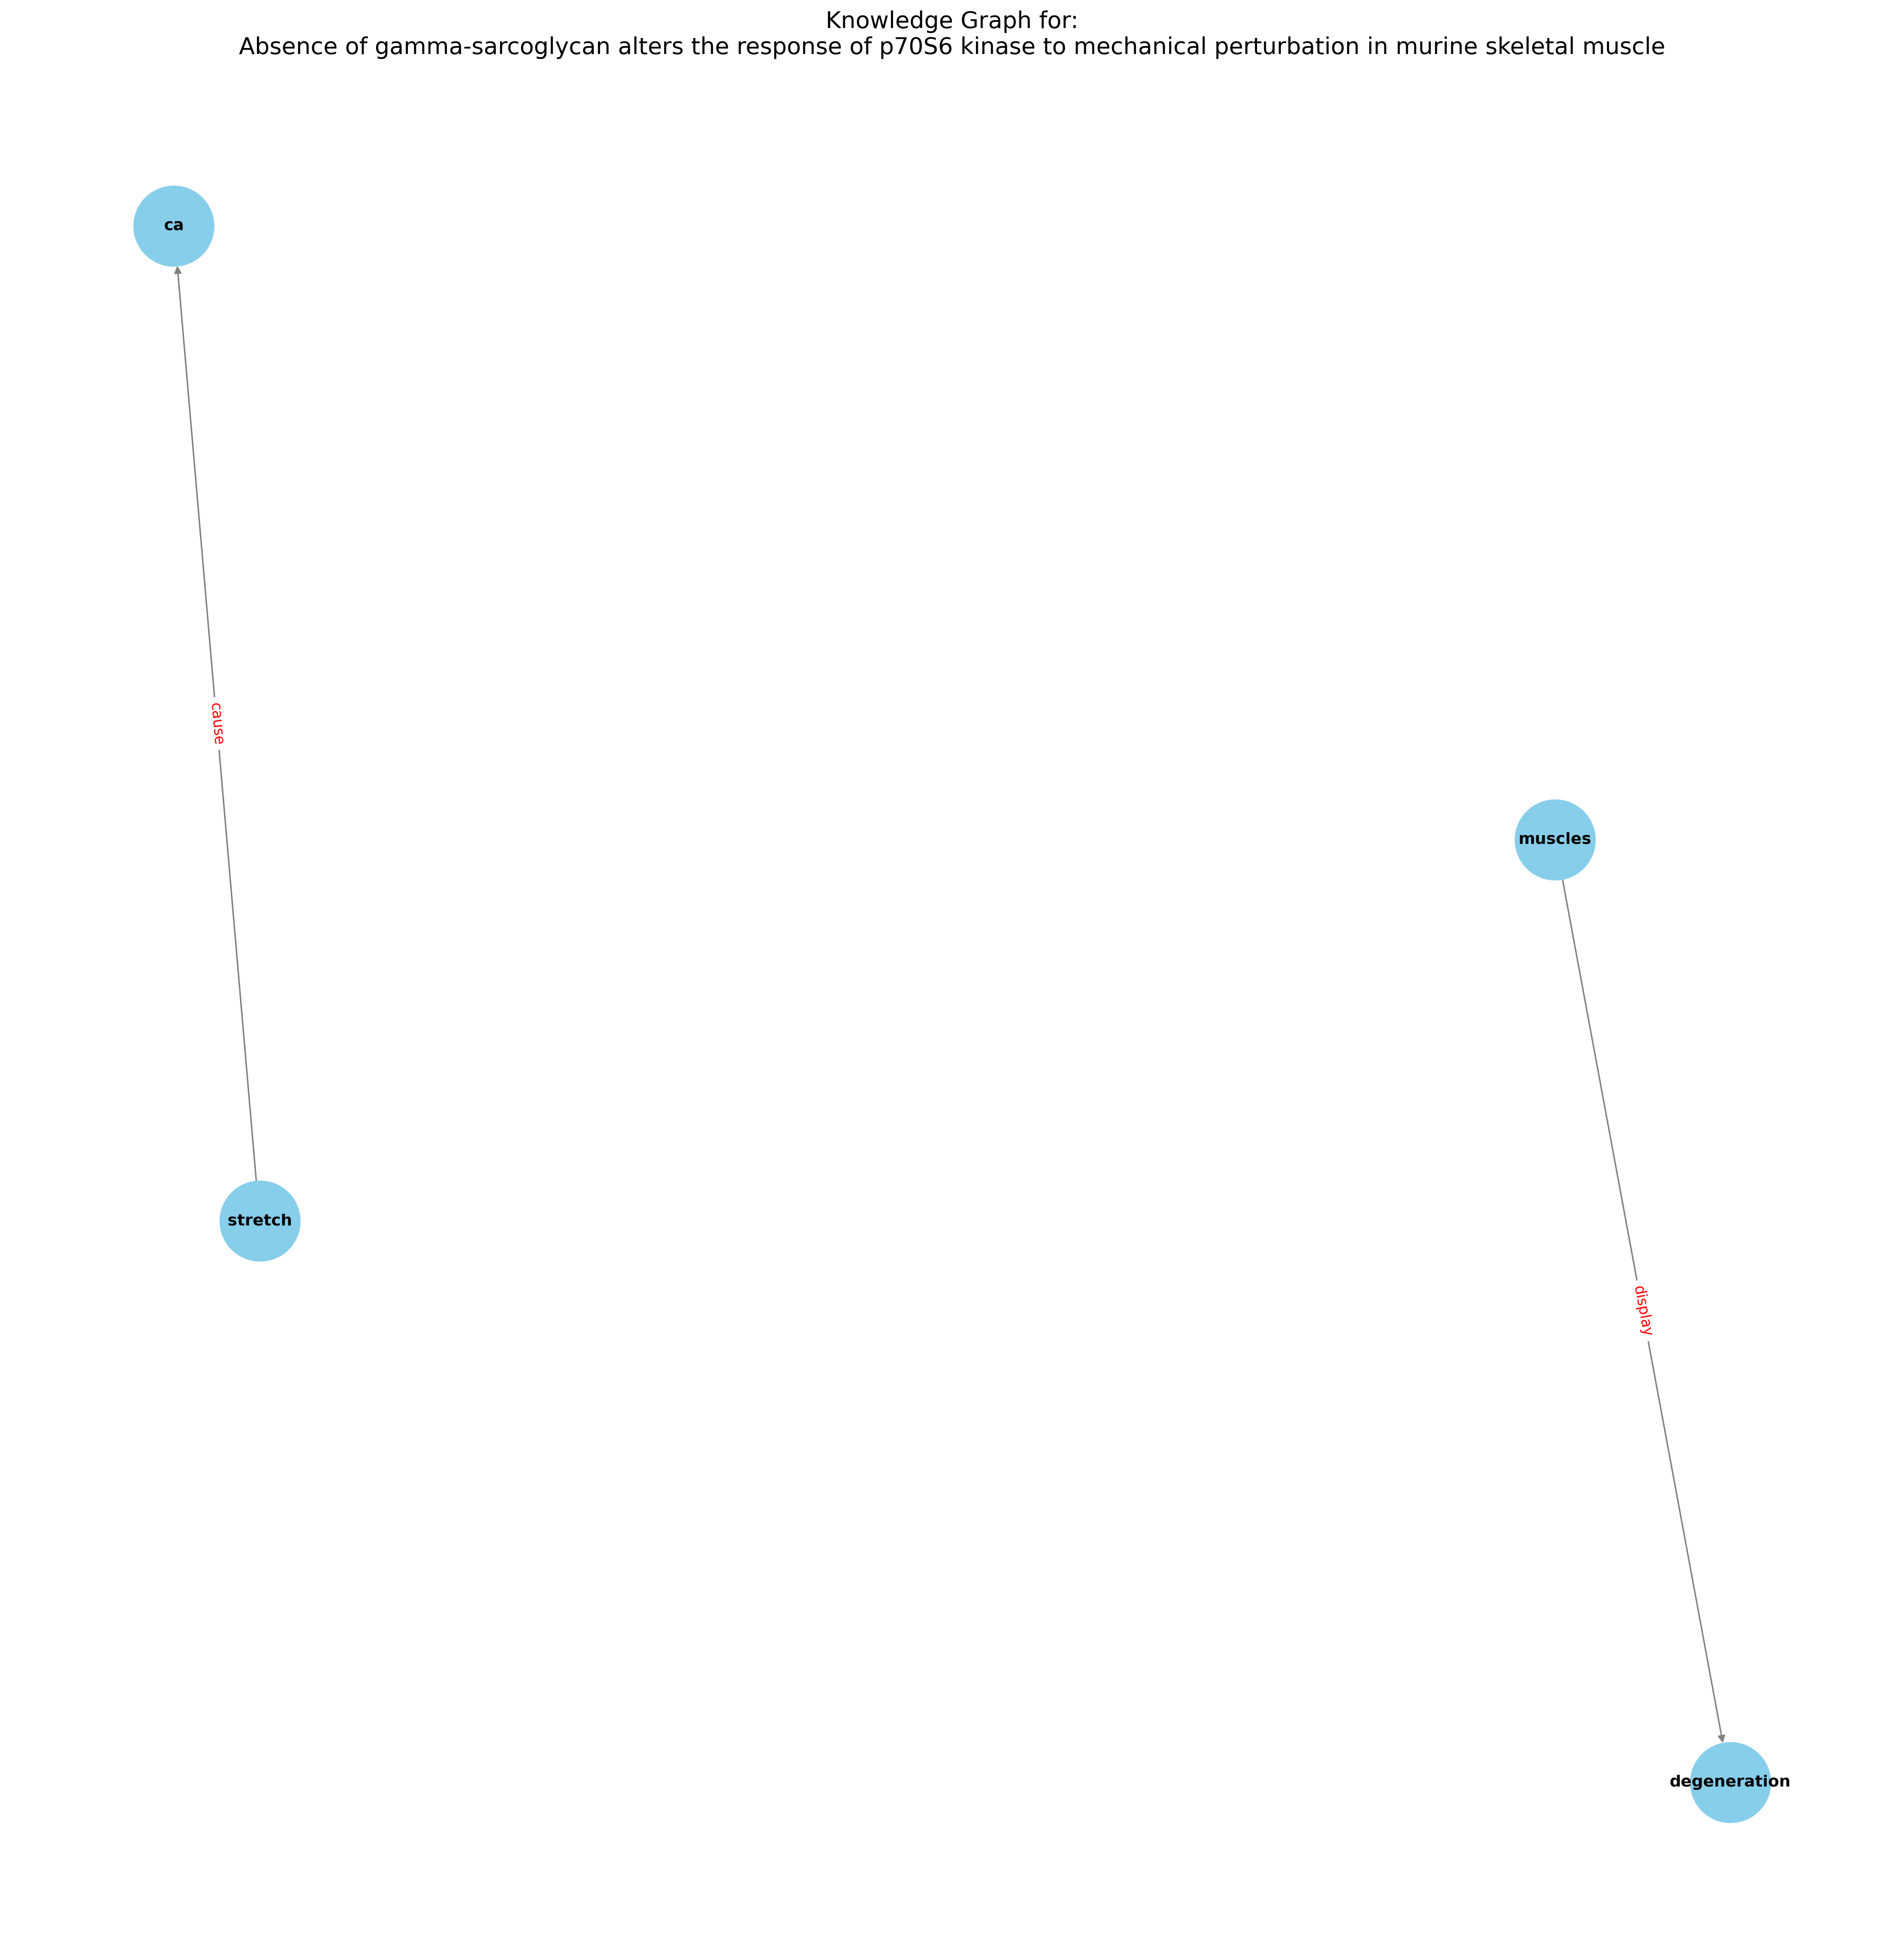 Knowledge Graph for:
Absence of gamma-sarcoglycan alters the response of p70S6 kinase to mechanical perturbation in murine skeletal muscle
ca
cause
muscles
stretch
display
degeneration